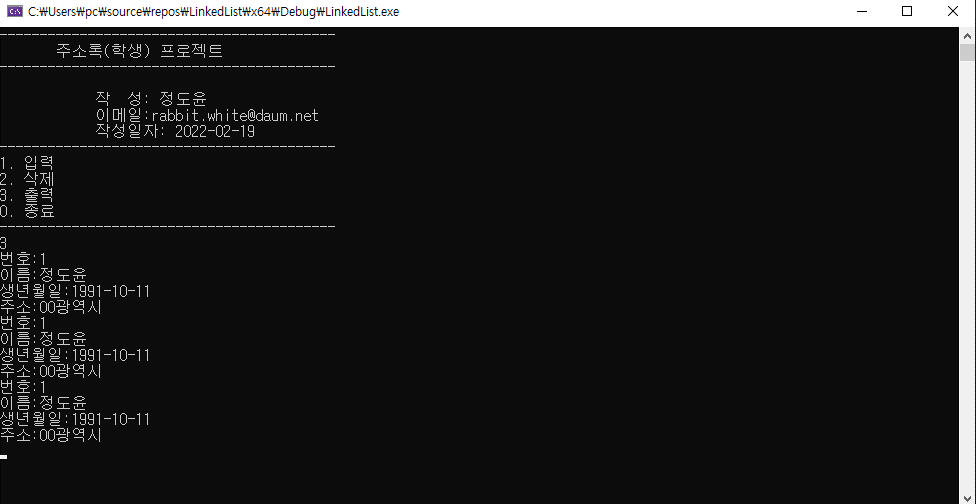 C:₩Users₩pc₩source₩repos₩LinkedList₩x64₩Debug₩LinkedList.exe
------------------------------------------
주소록(학생) 프로젝트
------------------------------------------
작  성: 정도윤
이메일:rabbit.white@daum.net
작성일자: 2022-02-19
------------------------------------------
1. 입력
2. 삭제
3. 출력
0. 종료
------------------------------------------
3
번호:1
이름:정도윤
생년월일:1991-10-11
주소:00광역시
번호:1
이름:정도윤
생년월일:1991-10-11
주소:00광역시
번호:1
이름:정도윤
생년월일:1991-10-11
주소:00광역시